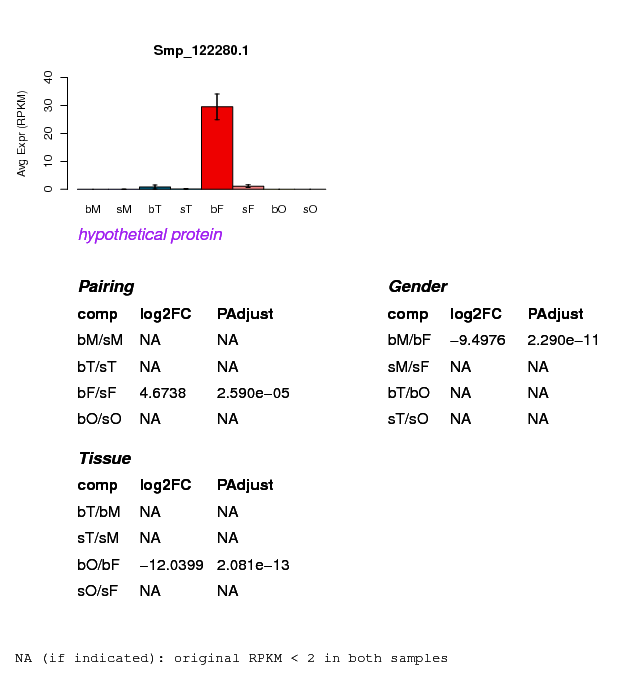 Smp_122280.1
Avg Expr (RPKM)
40
30
20
10
0
bM sM bT sT bF sF bO sO
hypothetical protein
Pairing
comp log2FC PAdjust
bM/sM NA NA
bT/sT NA NA
bF/sF 4.6738 2.590e−05
bO/sO NA NA
Gender
comp log2FC PAdjust
bM/bF −9.4976 2.290e−11
sM/sF NA NA
bT/bO NA NA
sT/sO NA NA
Tissue
comp log2FC PAdjust
bT/bM NA NA
sT/sM NA NA
bO/bF −12.0399 2.081e−13
sO/sF NA NA
NA (if indicated): original RPKM < 2 in both samples